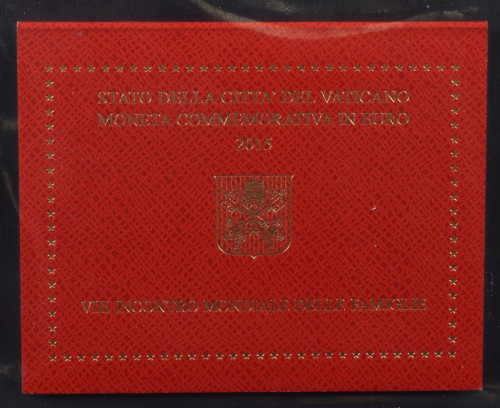 STATO DELLA CITTA' DEL VATICANO
MONETA COMMEMORATIVA IN EURO
2015
VIII INCONTRO MONDIALE DELLE FAMIGLIE